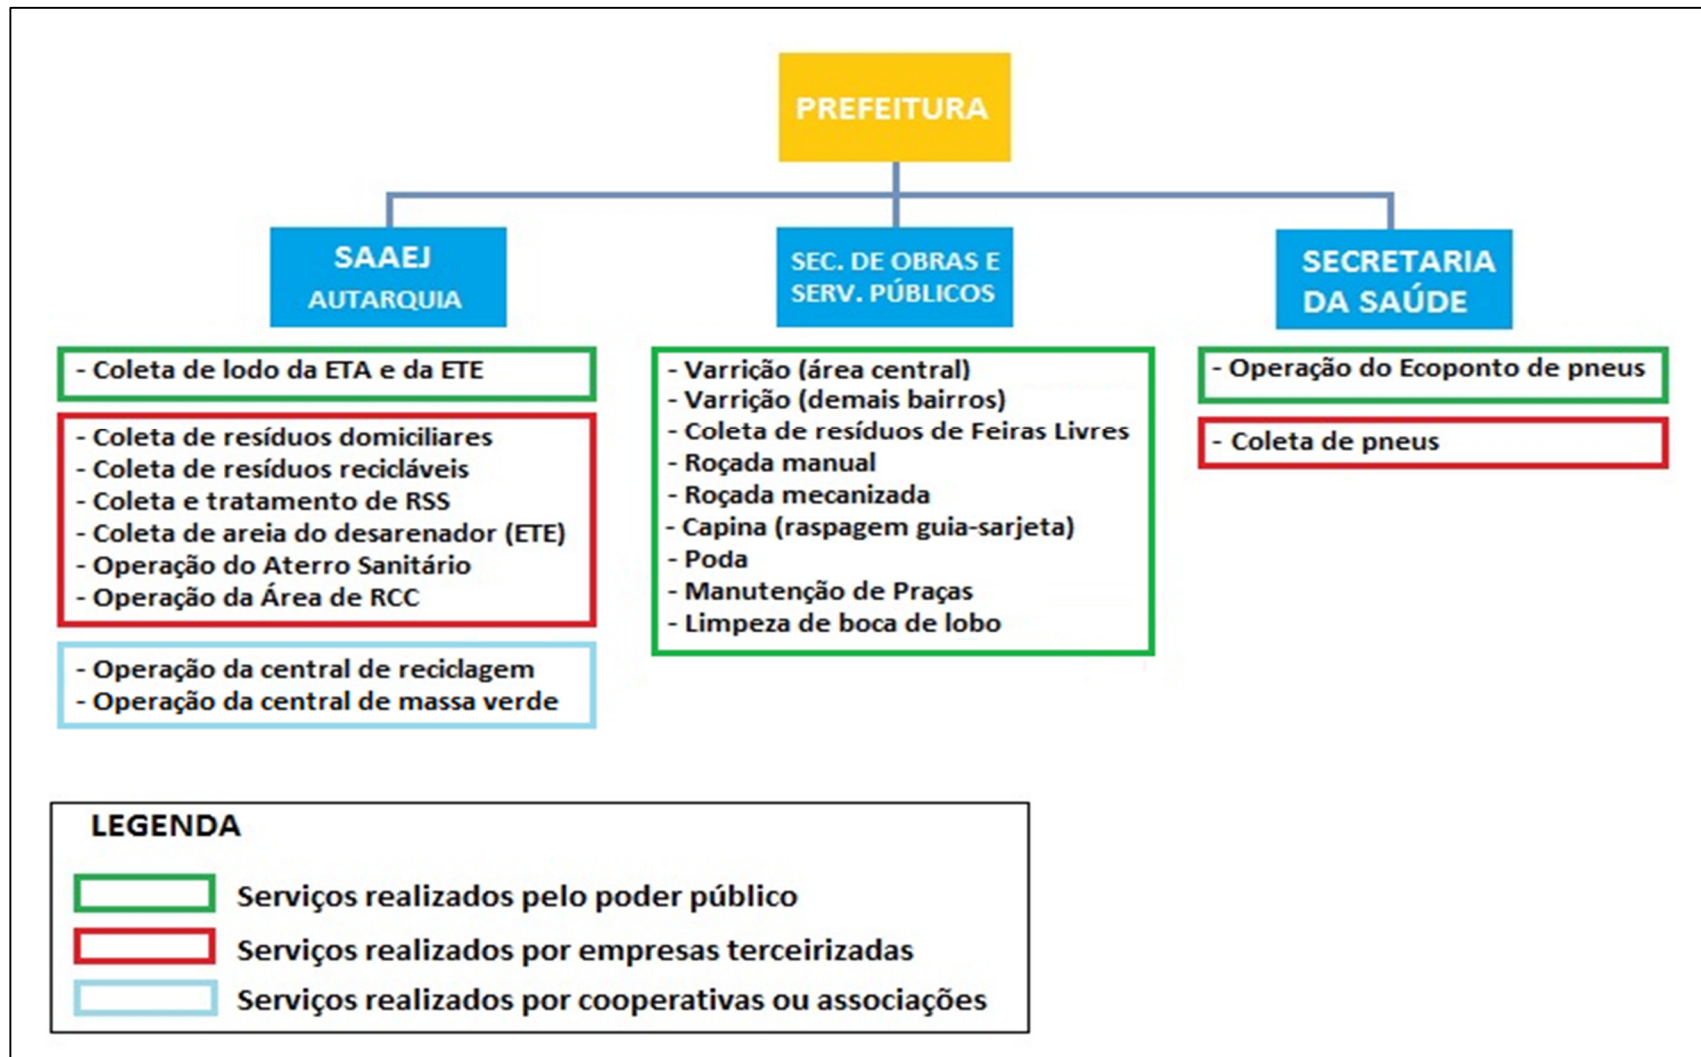 PREFEITURA
SAAEJ
AUTARQUIA
- Coleta de lodo da ETA e da ETE
- Coleta de resíduos domiciliares
- Coleta de resíduos recicláveis
- Coleta e tratamento de RSS
- Coleta de areia do desarenador (ETE)
- Operação do Aterro Sanitário
- Operação da Área de RCC
- Operação da central de reciclagem
- Operação da central de massa verde
SEC. DE OBRAS E
SERV. PÚBLICOS
- Varrição (área central)
- Varrição (demais bairros)
- Coleta de resíduos de Feiras Livres
- Roçada manual
- Roçada mecanizada
- Capina (raspagem guia-sarjeta)
- Poda
- Manutenção de Praças
- Limpeza de boca de lobo
SECRETARIA
DA SAÚDE
- Operação do Ecoponto de pneus
- Coleta de pneus
LEGENDA
Serviços realizados pelo poder público
Serviços realizados por empresas terceirizadas
Serviços realizados por cooperativas ou associações